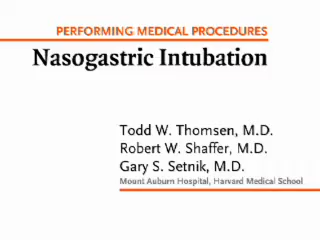 PERFORMING MEDICAL PROCEDURES
Nasogastric Intubation
Todd W. Thomsen, M.D.
Robert W. Shaffer, M.D.
Gary S. Setnik, M.D.
Mount Auburn Hospital, Harvard Medical School